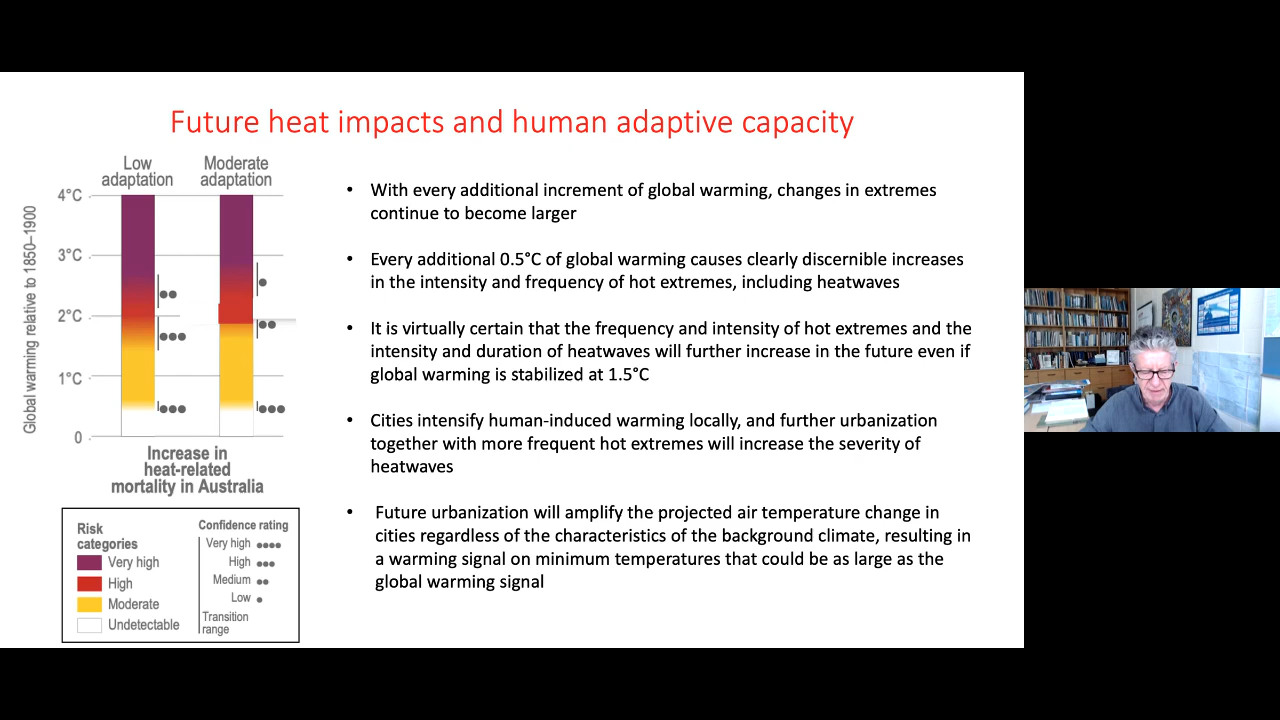 Future heat impacts and human adaptive capacity
Low
adaptation
Moderate
adaptation
Global warming relative to 1850–1900
4°C
3°C
2°C
1°C
0
Increase in
heat-related
mortality in Australia
Risk
categories
Very high
High
Moderate
Undetectable
Confidence rating
Very high
High
Medium
Low
Transition
range
• With every additional increment of global warming, changes in extremes
continue to become larger
• Every additional 0.5°C of global warming causes clearly discernible increases
in the intensity and frequency of hot extremes, including heatwaves
• It is virtually certain that the frequency and intensity of hot extremes and the
intensity and duration of heatwaves will further increase in the future even if
global warming is stabilized at 1.5°C
• Cities intensify human-induced warming locally, and further urbanization
together with more frequent hot extremes will increase the severity of
heatwaves
• Future urbanization will amplify the projected air temperature change in
cities regardless of the characteristics of the background climate, resulting in
a warming signal on minimum temperatures that could be as large as the
global warming signal